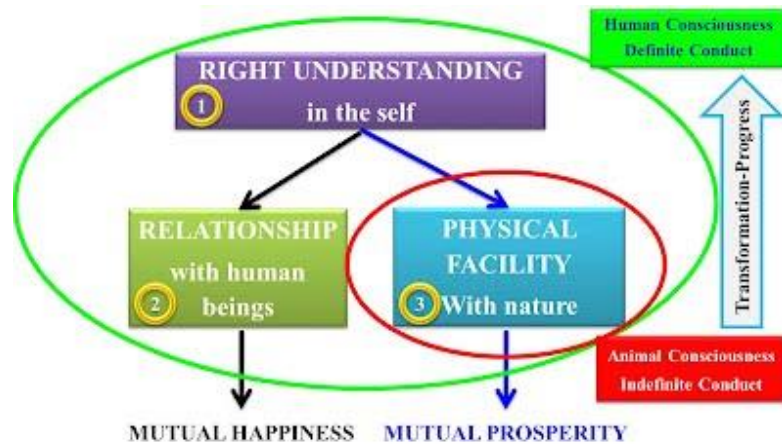 Human Consciousness
Definite Conduct
RIGHT UNDERSTANDING
1
in the self
Transformation-Progress
RELATIONSHIP
with human
beings
2
PHYSICAL
FACILITY
With nature
3
Animal Consciousness
Indefinite Conduct
MUTUAL HAPPINESS
MUTUAL PROSPERITY